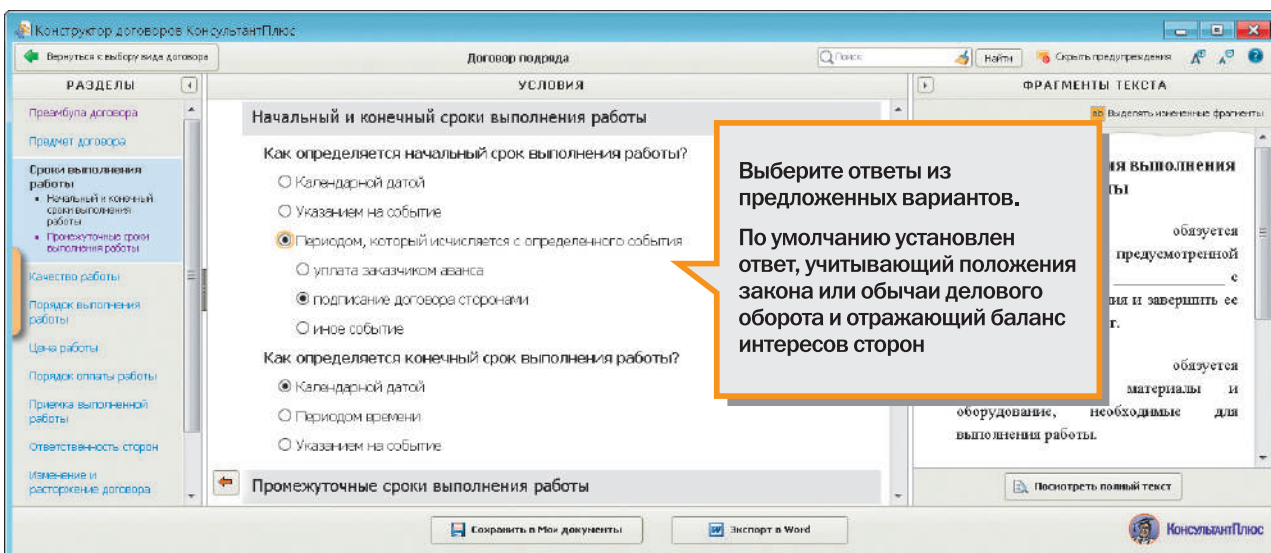 Конструктор договоров КонсультантПлюс
Вернуться к выбору вида договора
Договор подряда
Поиск
Найти
Скрыть предупреждения
РАЗДЕЛЫ
УСЛОВИЯ
ФРАГМЕНТЫ ТЕКСТА
Преамбула договора
Предмет договора
Сроки выполнения
работы
Начальный и конечный
сроки выполнения
работы
Промежуточные сроки
выполнения работы
Качество работы
Порядок выполнения
работы
Цена работы
Порядок оплаты работы
Приемка выполненной
работы
Ответственность сторон
Изменение и
расторжение договора
Начальный и конечный сроки выполнения работы
Как определяется начальный срок выполнения работы?
Календарной датой
Указанием на событие
Периодом, который исчисляется с определенного события
уплата заказчиком аванса
подписание договора сторонами
иное событие
Как определяется конечный срок выполнения работы?
Календарной датой
Периодом времени
Указанием на событие
Промежуточные сроки выполнения работы
Выберите ответы из
предложенных вариантов.
По умолчанию установлен
ответ, учитывающий положения
закона или обычаи делового
оборота и отражающий баланс
интересов сторон
ab Выделять измененные фрагменты
выполнения
обязуется
предусмотренной
с
и завершить ее
г.
обязуется
материалы и
оборудование, необходимые для
выполнения работы.
Посмотреть полный текст
Сохранить в Мои документы
W Экспорт в Word
КонсультантПлюс